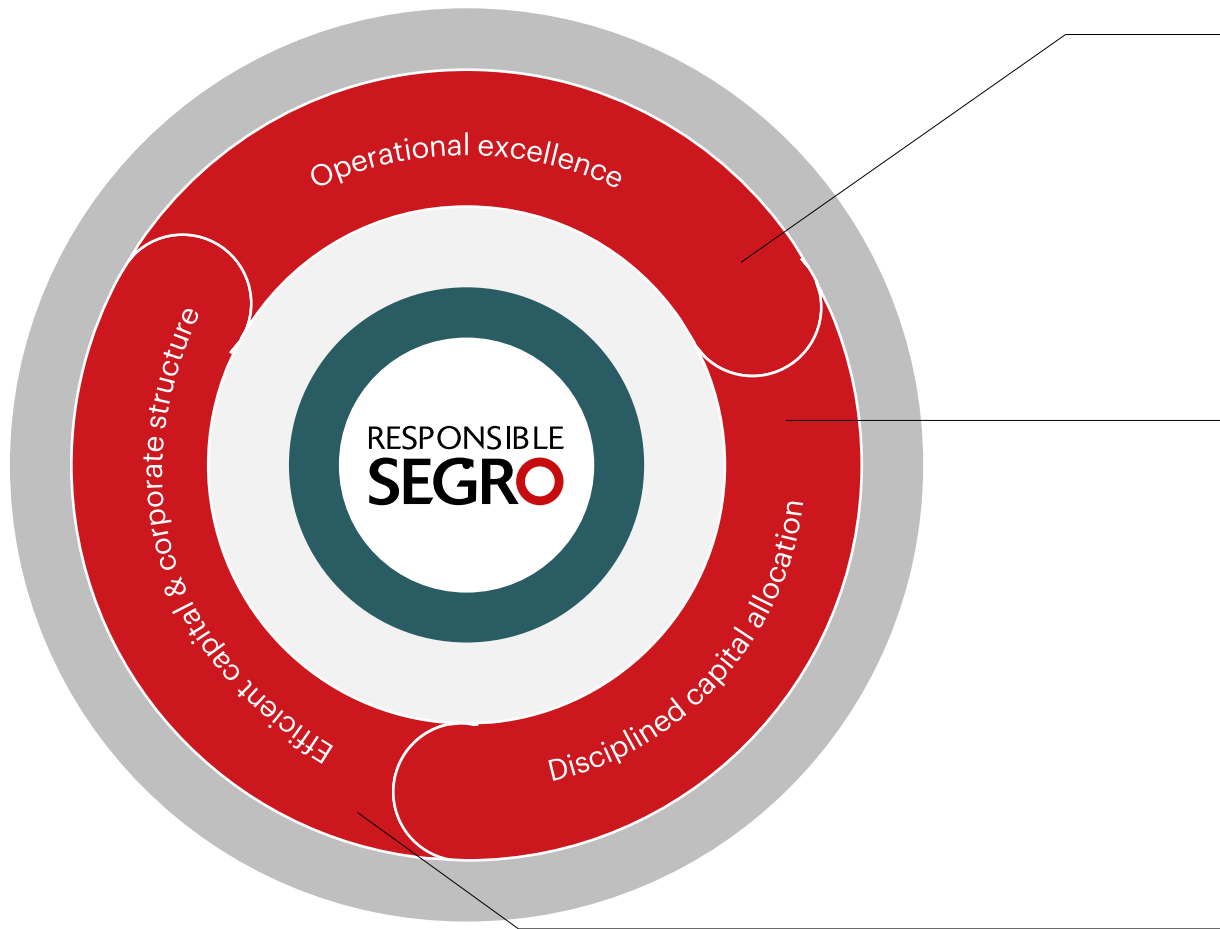 Operational excellence
Efficient capital & corporate structure
RESPONSIBLE
SEGRO
Disciplined capital allocation